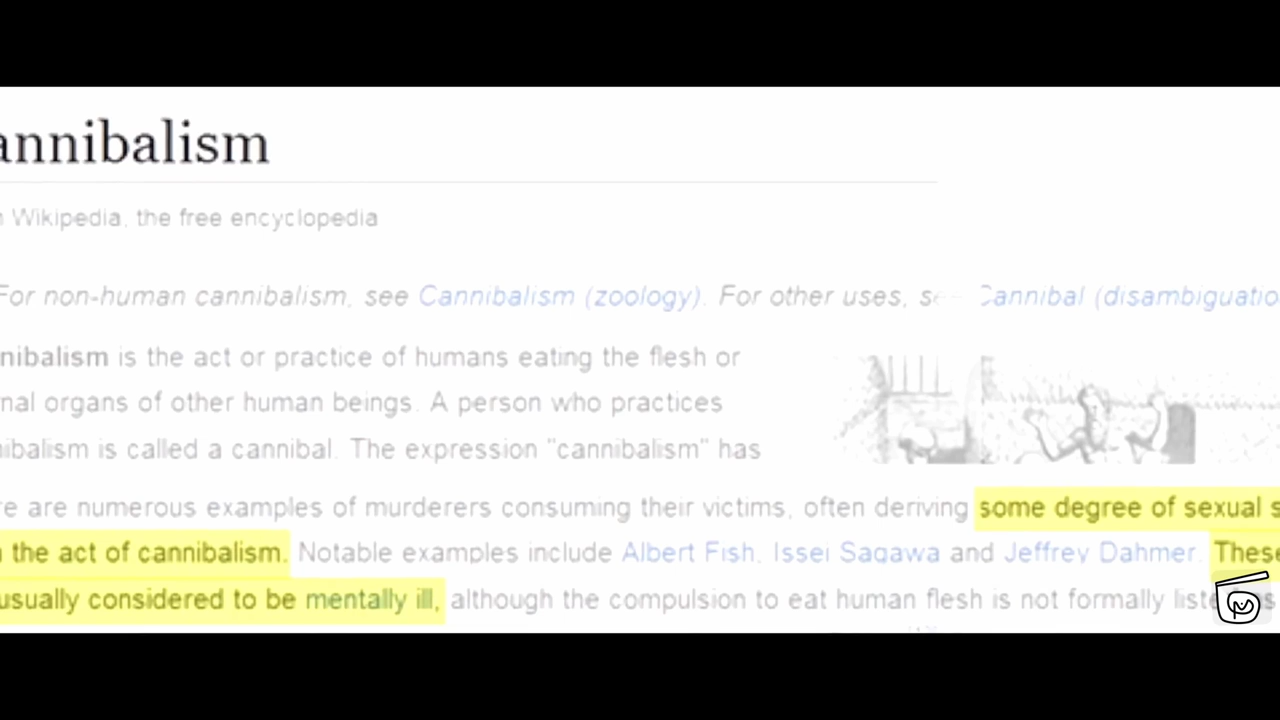 annibalism
Wikipedia, the free encyclopedia
For non-human cannibalism, see Cannibalism (zoology). For other uses, s Cannibal (disambiguatio
nibalism is the act or practice of humans eating the flesh or
rnal organs of other human beings. A person who practices
nibalism is called a cannibal. The expression "cannibalism" has
re are numerous examples of murderers consuming their victims, often deriving some degree of sexual s
the act of cannibalism. Notable examples include Albert Fish, Issei Sagawa and Jeffrey Dahmer. These
usually considered to be mentally ill, although the compulsion to eat human flesh is not formally liste as